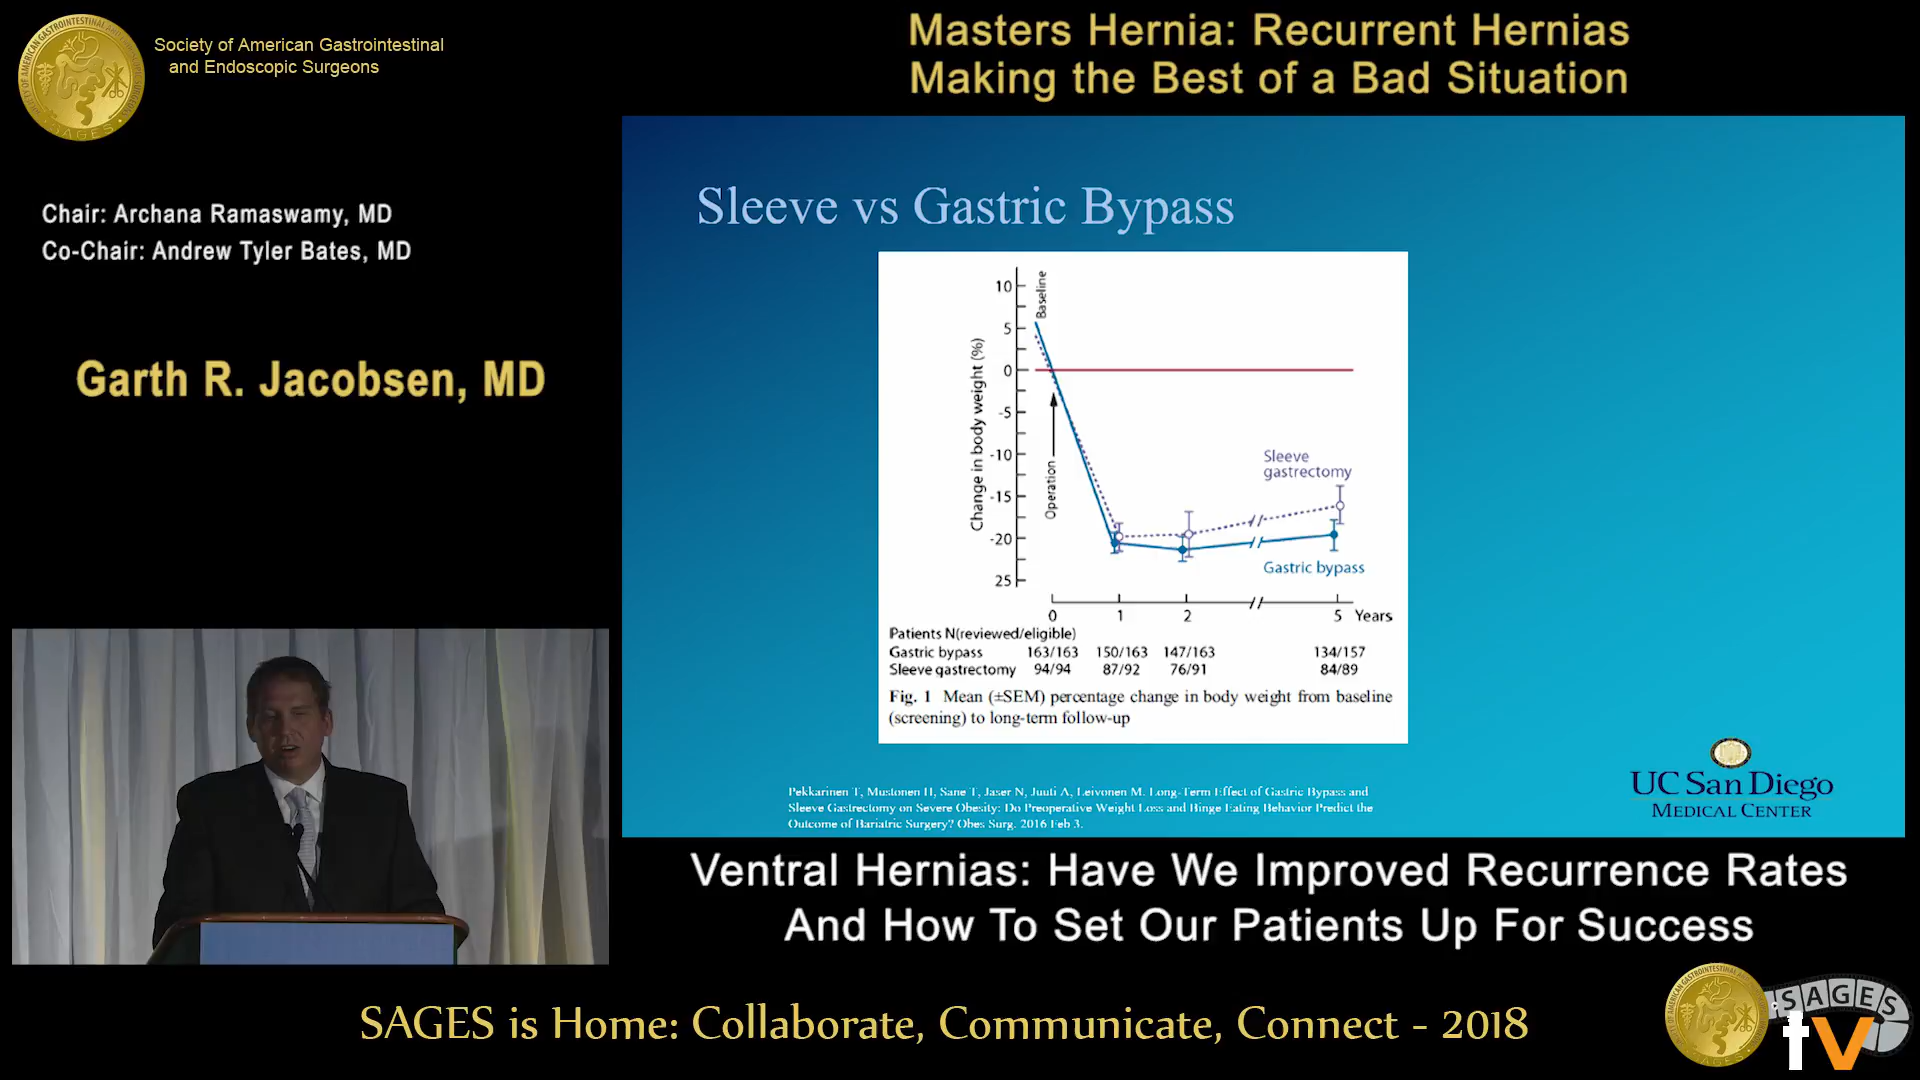 Society of American Gastrointestinal
and Endoscopic Surgeons
Masters Hernia: Recurrent Hernias
Making the Best of a Bad Situation
Chair: Archana Ramaswamy, MD
Co-Chair: Andrew Tyler Bates, MD
Garth R. Jacobsen, MD
Sleeve vs Gastric Bypass
Change in body weight (%)
10
5
0
-5
-10
-15
-20
25
Baseline
Operation
Sleeve
gastrectomy
Gastric bypass
0 1 2 5 Years
Patients N(reviewed/eligible)
Gastric bypass 163/163 150/163 147/163 134/157
Sleeve gastrectomy 94/94 87/92 76/91 84/89
Fig. 1 Mean (±SEM) percentage change in body weight from baseline
(screening) to long-term follow-up
Pekkarinen T, Mustonen H, Sane T, Jaser N, Juuti A, Leivonen M. Long-Term Effect of Gastric Bypass and
Sleeve Gastrectomy on Severe Obesity: Do Preoperative Weight Loss and Binge Eating Behavior Predict the
Outcome of Bariatric Surgery? Obes Surg. 2016 Feb 3.
UC San Diego
MEDICAL CENTER
Ventral Hernias: Have We Improved Recurrence Rates
And How To Set Our Patients Up For Success
SAGES is Home: Collaborate, Communicate, Connect - 2018
SAGES
tv